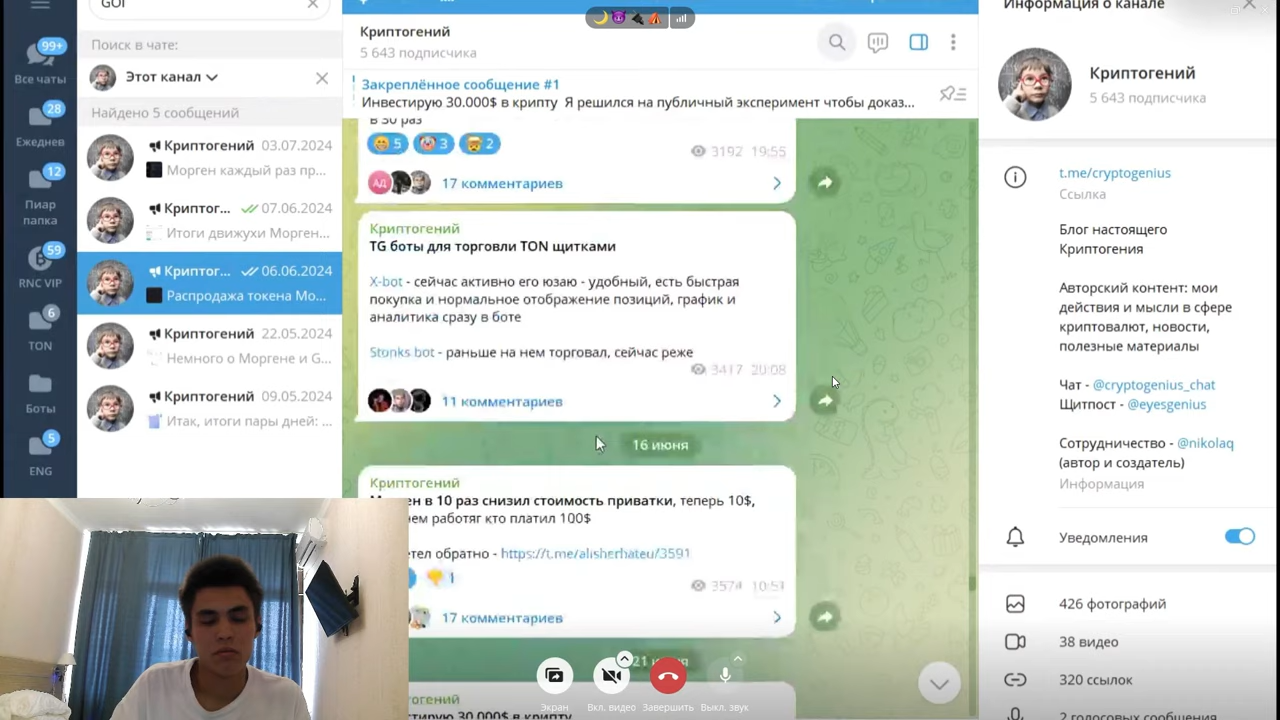 GOI
Поиск в чате:
Этот канал
Найдено 5 сообщений
Криптогений 03.07.2024
Морген каждый раз пр...
Криптог... 07.06.2024
Итоги движухи Морген...
Криптог... 06.06.2024
Распродажа токена Мо...
Криптогений 22.05.2024
Немного о Моргене и G...
Криптогений 09.05.2024
Итак, итоги пары дней: ...
99+
Все чаты
28
Ежеднев
12
Пиар
папка
59
RNC VIP
6
TON
Боты
5
ENG
Криптогений
5 643 подписчика
Закреплённое сообщение #1
Инвестирую 30.000$ в крипту Я решился на публичный эксперимент чтобы доказ...
в 30 раз
5 3 2
3192 19:55
АД
17 комментариев
Криптогений
TG боты для торговли TON щитками
X-bot - сейчас активно его юзаю - удобный, есть быстрая
покупка и нормальное отображение позиций, график и
аналитика сразу в боте
Stonks bot - раньше на нем торговал, сейчас реже
3417 20:08
11 комментариев
16 июня
Криптогений
в 10 раз снизил стоимость приватки, теперь 10$,
работяг кто платил 100$
обратно - https://t.me/alisherhateu/3591
1
3574 10:51
17 комментариев
21 июня
30.000$ в крипту
Экран
Вкл. видео
Завершить
Выкл. звук
Информация о канале
Криптогений
5 643 подписчика
t.me/cryptogenius
Ссылка
Блог настоящего
Криптогения
Авторский контент: мои
действия и мысли в сфере
криптовалют, новости,
полезные материалы
Чат - @cryptogenius_chat
Щитпост - @eyesgenius
Сотрудничество - @nikolaq
(автор и создатель)
Информация
Уведомления
426 фотографий
38 видео
320 ссылок
2 голосовых сообщения